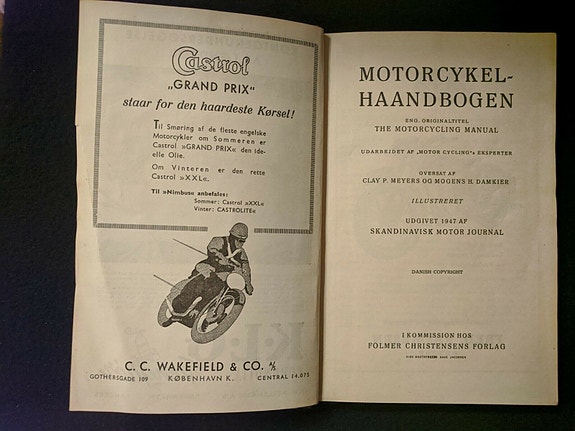 Castrol
„GRAND PRIX"
staar for den haardeste Kørsel!
Til Smøring af de fleste engelske
Motorcykler om Sommeren er
Castrol »GRAND PRIX« den ide-
elle Olie.
Om Vinteren er den rette
Castrol »XXL«.
Til »Nimbus« anbefales:
Sommer: Castrol »XXL«
Vinter: CASTROLITE«
C. C. WAKEFIELD & CO. A/S
GOTHERSGADE 109 KØBENHAVN K. CENTRAL 14.075
MOTORCYKEL-
HAANDBOGEN
ENG. ORIGINALTITEL
THE MOTORCYCLING MANUAL
UDARBEJDET AF „MOTOR CYCLING"s EKSPERTER
OVERSAT AF
CLAY P. MEYERS OG MOGENS H. DAMKIER
ILLUSTRERET
UDGIVET 1947 AF
SKANDINAVISK MOTOR JOURNAL
DANISH COPYRIGHT
I KOMMISSION HOS
FOLMER CHRISTENSENS FORLAG